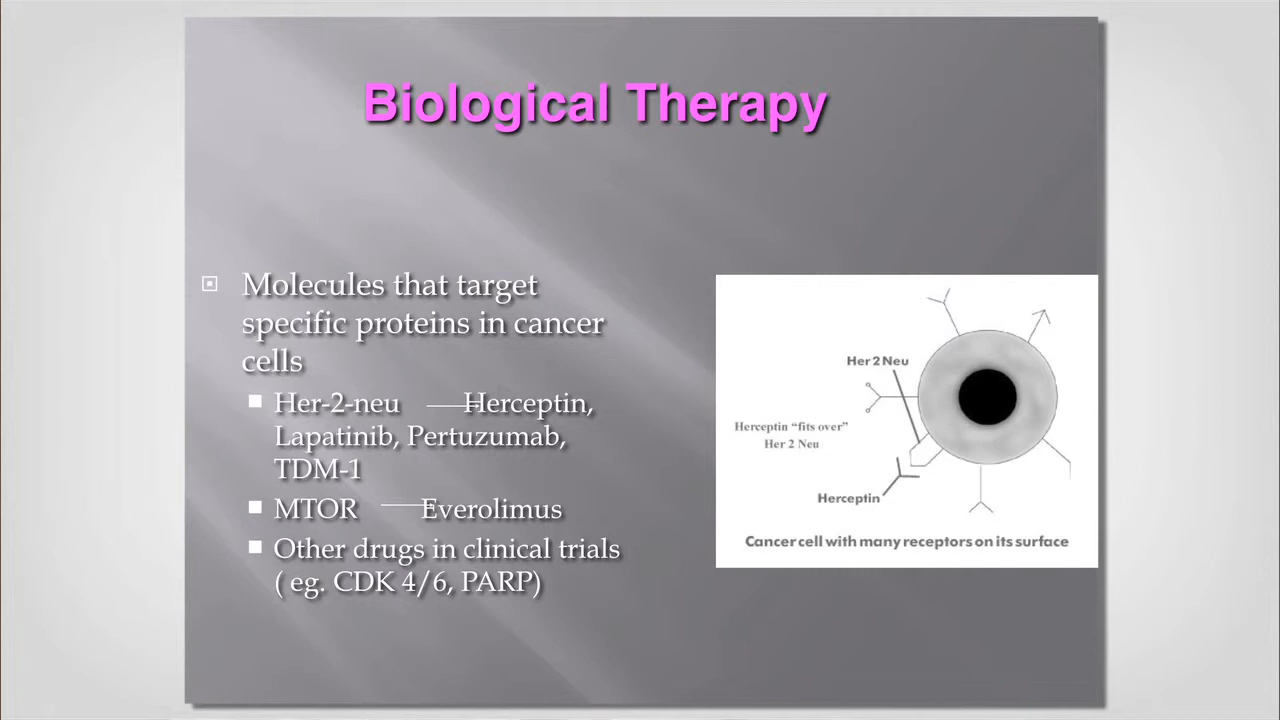 Biological Therapy
Molecules that target
specific proteins in cancer
cells
Her-2-neu Herceptin,
Lapatinib, Pertuzumab,
TDM-1
MTOR Everolimus
Other drugs in clinical trials
( eg. CDK 4/6, PARP)
Her 2 Neu
Herceptin “fits over”
Her 2 Neu
Herceptin
Cancer cell with many receptors on its surface